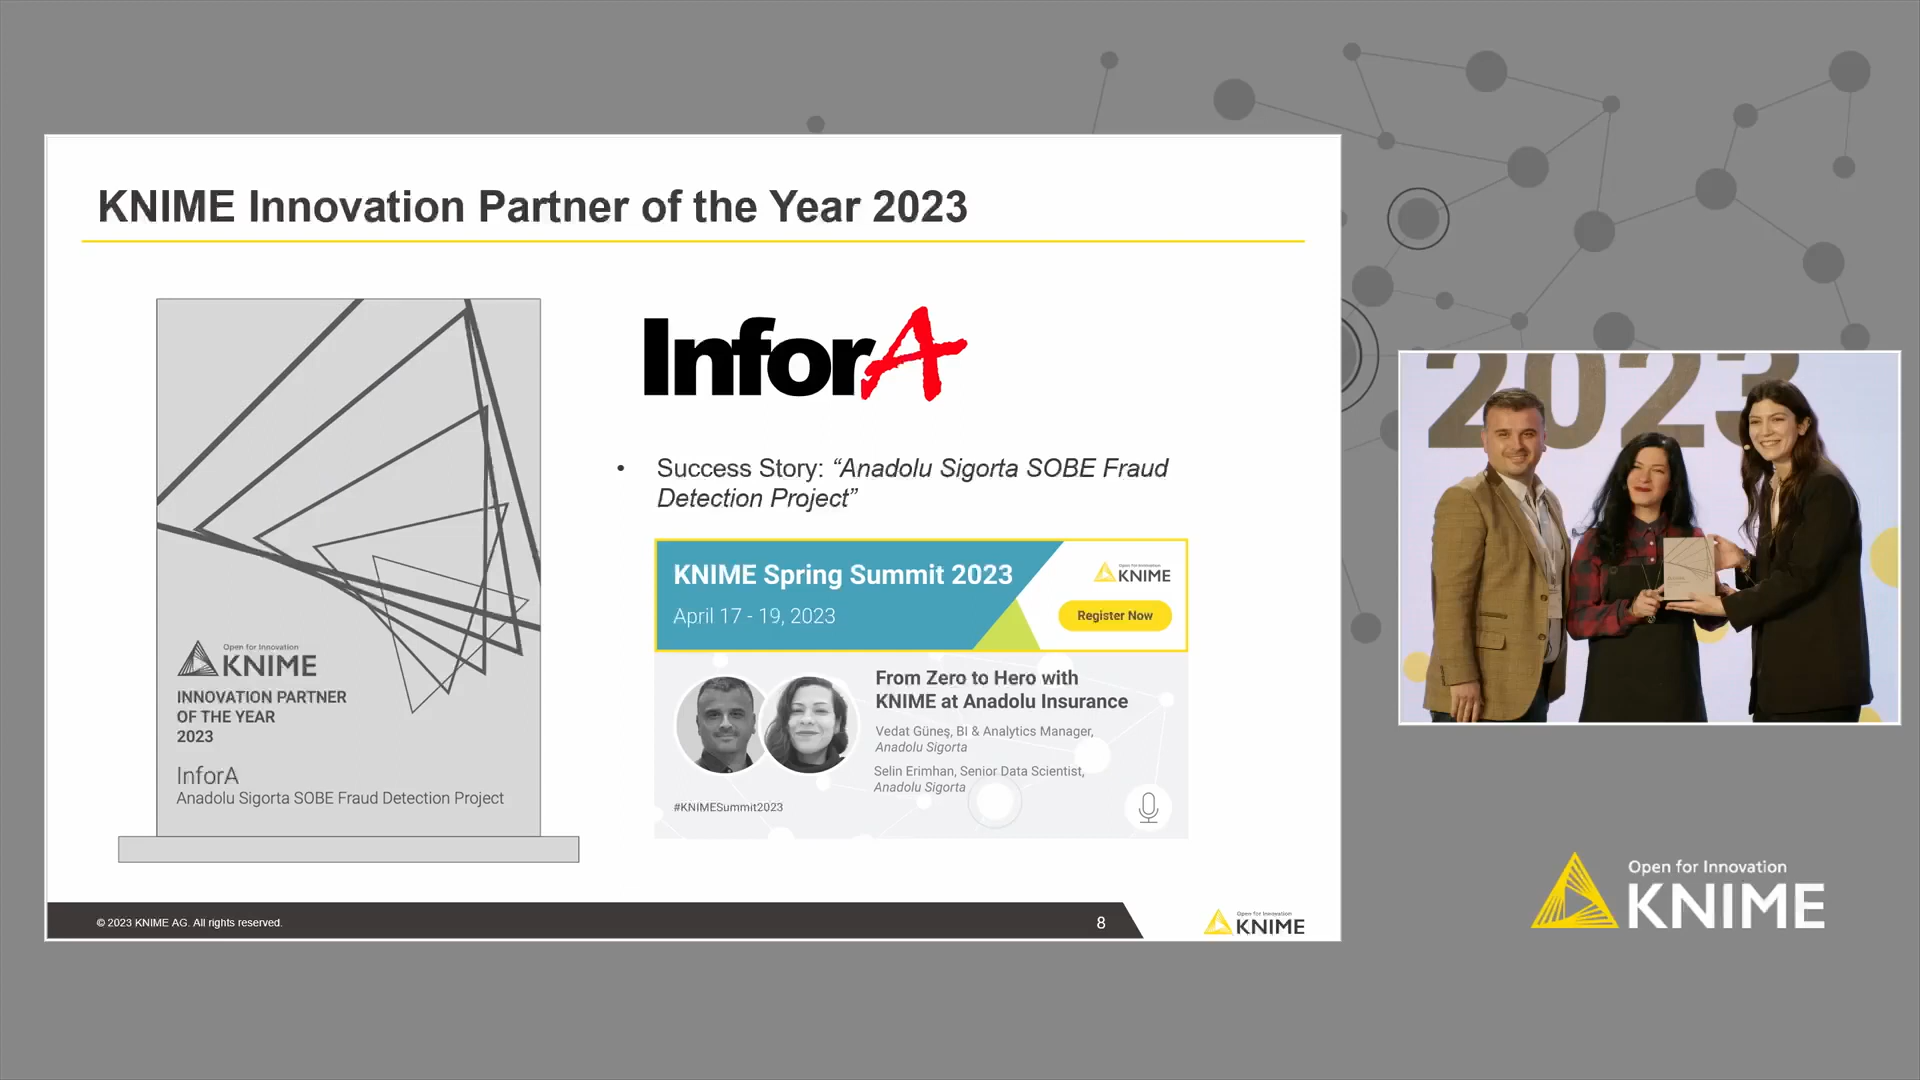 KNIME Innovation Partner of the Year 2023
Open for Innovation
KNIME
INNOVATION PARTNER
OF THE YEAR
2023
InforA
Anadolu Sigorta SOBE Fraud Detection Project
InforA
• Success Story: “Anadolu Sigorta SOBE Fraud
Detection Project”
KNIME Spring Summit 2023
April 17 - 19, 2023
Open for Innovation
KNIME
Register Now
From Zero to Hero with
KNIME at Anadolu Insurance
Vedat Güneş, BI & Analytics Manager,
Anadolu Sigorta
Selin Erimhan, Senior Data Scientist,
Anadolu Sigorta
#KNIMESummit2023
© 2023 KNIME AG. All rights reserved.
8
Open for Innovation
KNIME
2023
Open for Innovation
KNIME